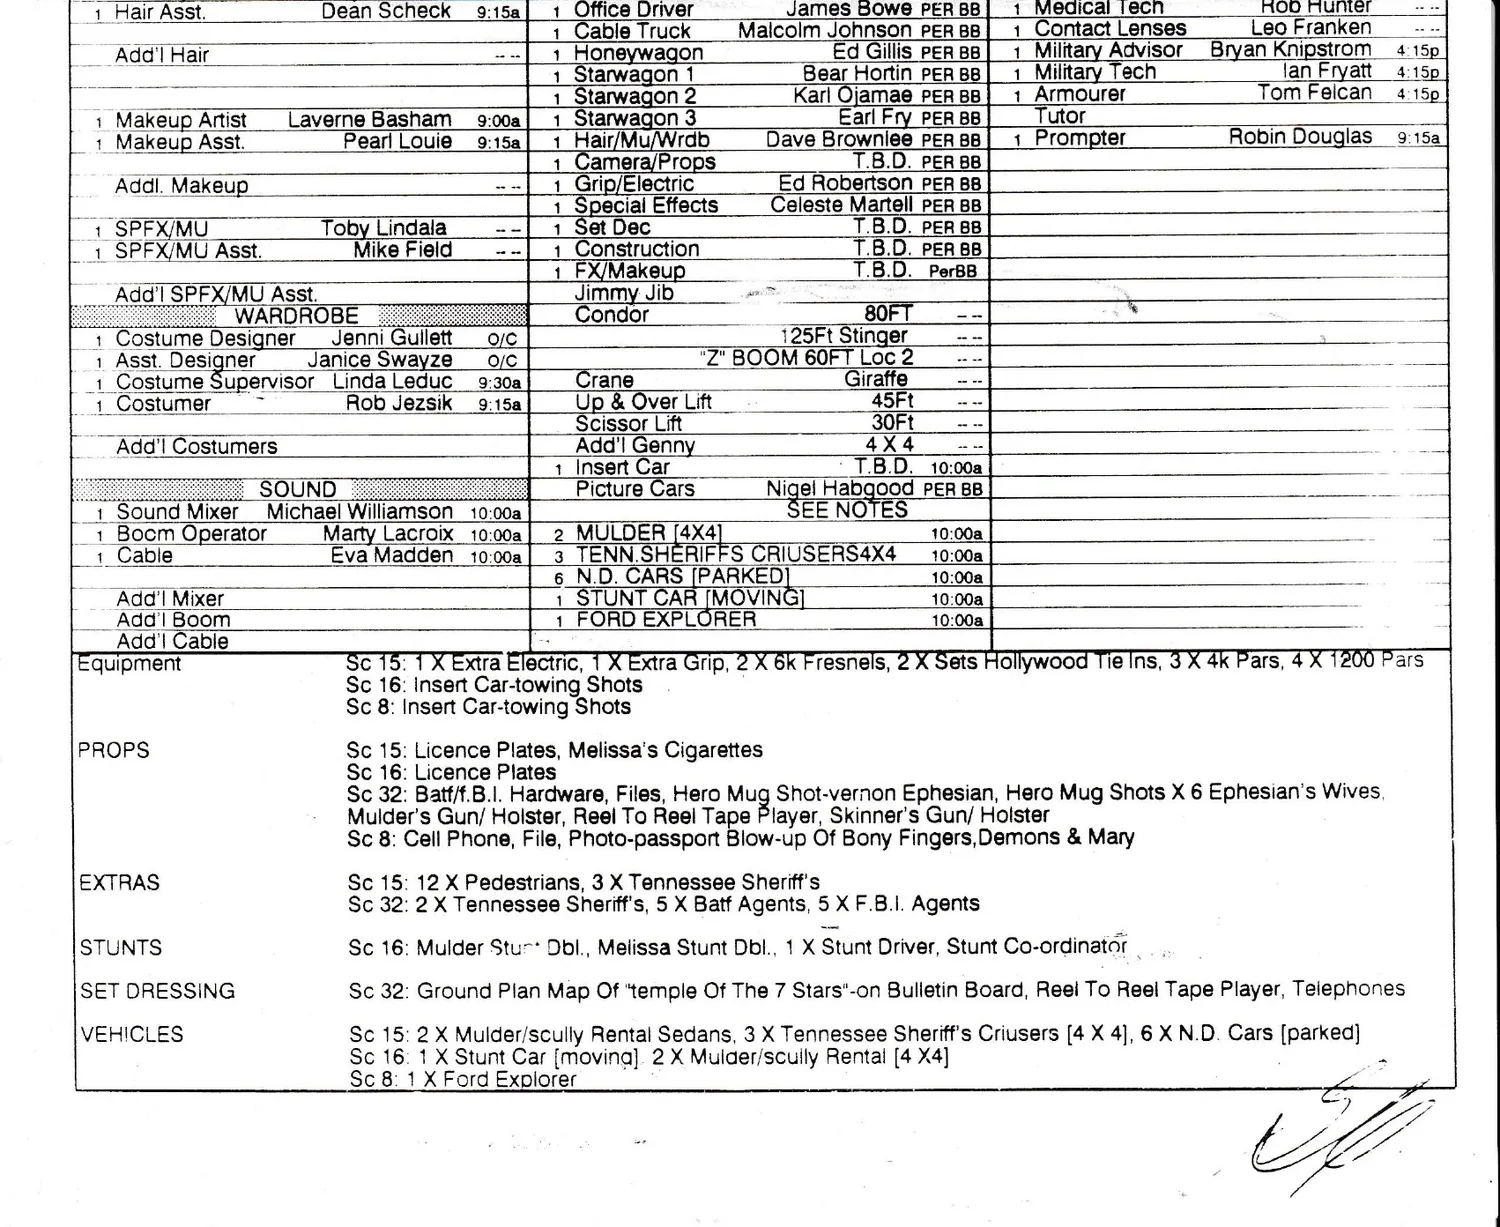 1 Hair Asst. Dean Scheck 9:15a
Add'l Hair - -
1 Makeup Artist Laverne Basham 9:00a
1 Makeup Asst. Pearl Louie 9:15a
Addl. Makeup - -
1 SPFX/MU Toby Lindala - -
1 SPFX/MU Asst. Mike Field - -
Add'l SPFX/MU Asst.
WARDROBE
1 Costume Designer Jenni Gullett O/C
1 Asst. Designer Janice Swayze O/C
1 Costume Supervisor Linda Leduc 9:30a
1 Costumer Rob Jezsik 9:15a
Add'l Costumers
SOUND
1 Sound Mixer Michael Williamson 10:00a
1 Boom Operator Marty Lacroix 10:00a
1 Cable Eva Madden 10:00a
Add'l Mixer
Add'l Boom
Add'l Cable
1 Office Driver James Bowe PER BB
1 Cable Truck Malcolm Johnson PER BB
1 Honeywagon Ed Gillis PER BB
1 Starwagon 1 Bear Hortin PER BB
1 Starwagon 2 Karl Ojamae PER BB
1 Starwagon 3 Earl Fry PER BB
1 Hair/Mu/Wrdb Dave Brownlee PER BB
1 Camera/Props T.B.D. PER BB
1 Grip/Electric Ed Robertson PER BB
1 Special Effects Celeste Martell PER BB
1 Set Dec T.B.D. PER BB
1 Construction T.B.D. PER BB
1 FX/Makeup T.B.D. PerBB
Jimmy Jib
Condor 80FT - -
125Ft Stinger - -
"Z" BOOM 60FT Loc 2 - -
Crane Giraffe - -
Up & Over Lift 45Ft - -
Scissor Lift 30Ft - -
Add'l Genny 4 X 4 - -
1 Insert Car T.B.D. 10:00a
Picture Cars Nigel Habgood PER BB
SEE NOTES
2 MULDER [4X4] 10:00a
3 TENN.SHERIFFS CRIUSERS4X4 10:00a
6 N.D. CARS [PARKED] 10:00a
1 STUNT CAR [MOVING] 10:00a
1 FORD EXPLORER 10:00a
1 Medical Tech Rob Hunter - -
1 Contact Lenses Leo Franken - -
1 Military Advisor Bryan Knipstrom 4:15p
1 Military Tech Ian Fryatt 4:15p
1 Armourer Tom Felcan 4:15p
Tutor
1 Prompter Robin Douglas 9:15a
Equipment Sc 15: 1 X Extra Electric, 1 X Extra Grip, 2 X 6k Fresnels, 2 X Sets Hollywood Tie Ins, 3 X 4k Pars, 4 X 1200 Pars
Sc 16: Insert Car-towing Shots
Sc 8: Insert Car-towing Shots
PROPS Sc 15: Licence Plates, Melissa's Cigarettes
Sc 16: Licence Plates
Sc 32: Batf/f.B.I. Hardware, Files, Hero Mug Shot-vernon Ephesian, Hero Mug Shots X 6 Ephesian's Wives,
Mulder's Gun/ Holster, Reel To Reel Tape Player, Skinner's Gun/ Holster
Sc 8: Cell Phone, File, Photo-passport Blow-up Of Bony Fingers,Demons & Mary
EXTRAS Sc 15: 12 X Pedestrians, 3 X Tennessee Sheriff's
Sc 32: 2 X Tennessee Sheriff's, 5 X Batf Agents, 5 X F.B.I. Agents
STUNTS Sc 16: Mulder Stunt Dbl., Melissa Stunt Dbl., 1 X Stunt Driver, Stunt Co-ordinator
SET DRESSING Sc 32: Ground Plan Map Of "temple Of The 7 Stars"-on Bulletin Board, Reel To Reel Tape Player, Telephones
VEHICLES Sc 15: 2 X Mulder/scully Rental Sedans, 3 X Tennessee Sheriff's Criusers [4 X 4], 6 X N.D. Cars [parked]
Sc 16: 1 X Stunt Car [moving], 2 X Mulder/scully Rental [4 X4]
Sc 8: 1 X Ford Explorer